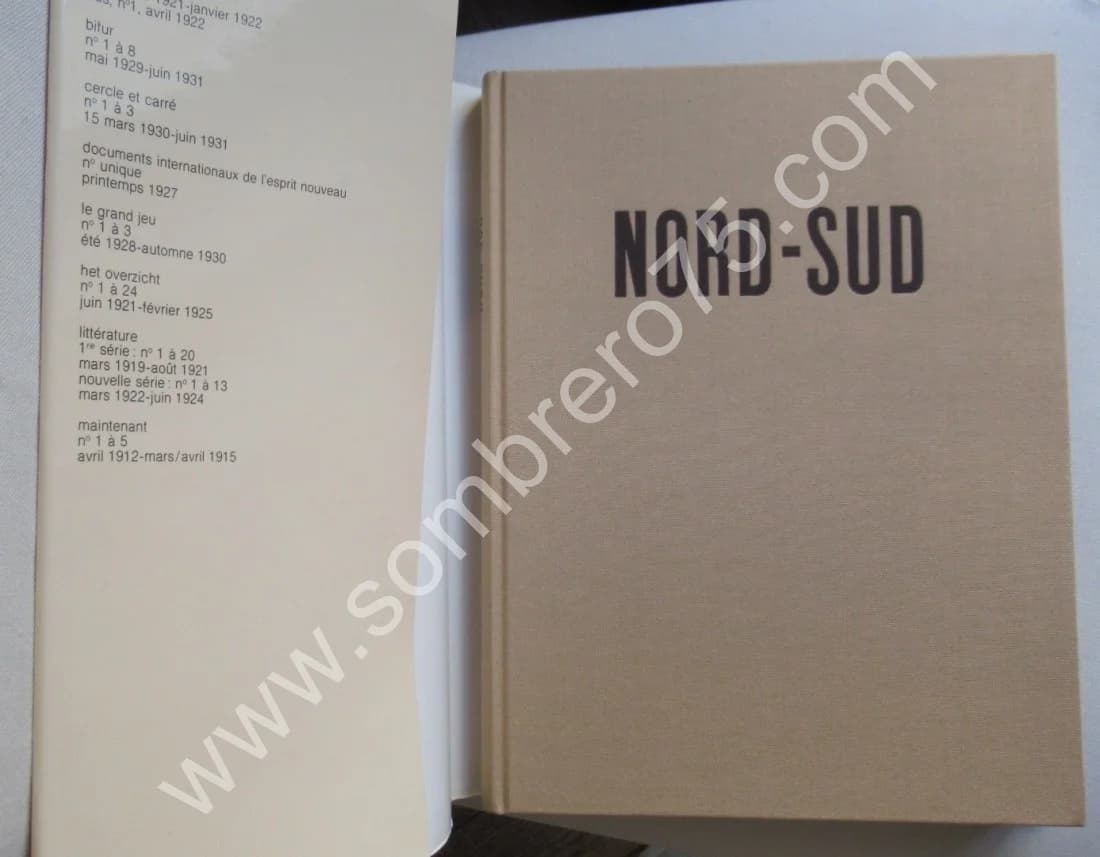 1921-janvier 1922
n°1, avril 1922
bifur
n° 1 à 8
mai 1929-juin 1931
cercle et carré
n° 1 à 3
15 mars 1930-juin 1931
documents internationaux de l'esprit nouveau
n° unique
printemps 1927
le grand jeu
n° 1 à 3
été 1928-automne 1930
het overzicht
n° 1 à 24
juin 1921-février 1925
littérature
1re série : n° 1 à 20
mars 1919-août 1921
nouvelle série : n° 1 à 13
mars 1922-juin 1924
maintenant
n° 1 à 5
avril 1912-mars/avril 1915
NORD-SUD
www.sombrero75.com